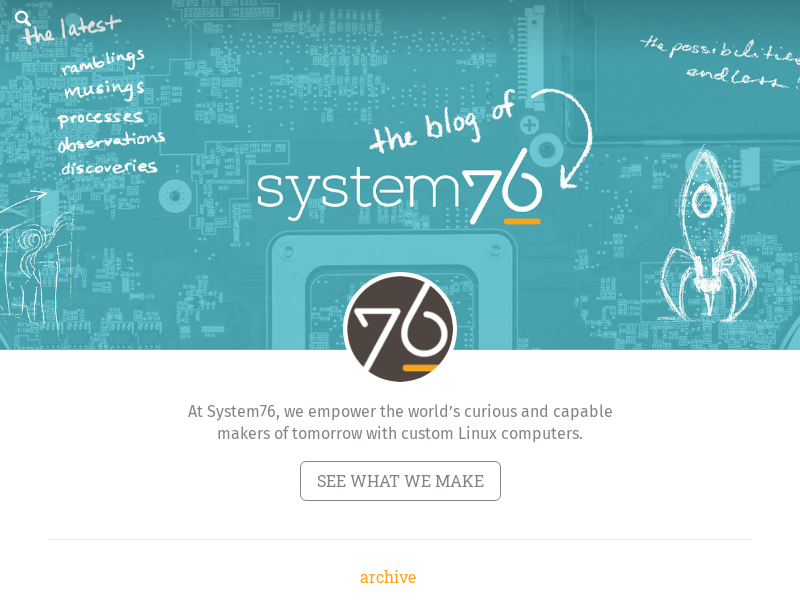 the latest
ramblings
musings
processes
observations
discoveries
the possibilities
endless
the blog of
system76
76
At System76, we empower the world's curious and capable
makers of tomorrow with custom Linux computers.
SEE WHAT WE MAKE
archive